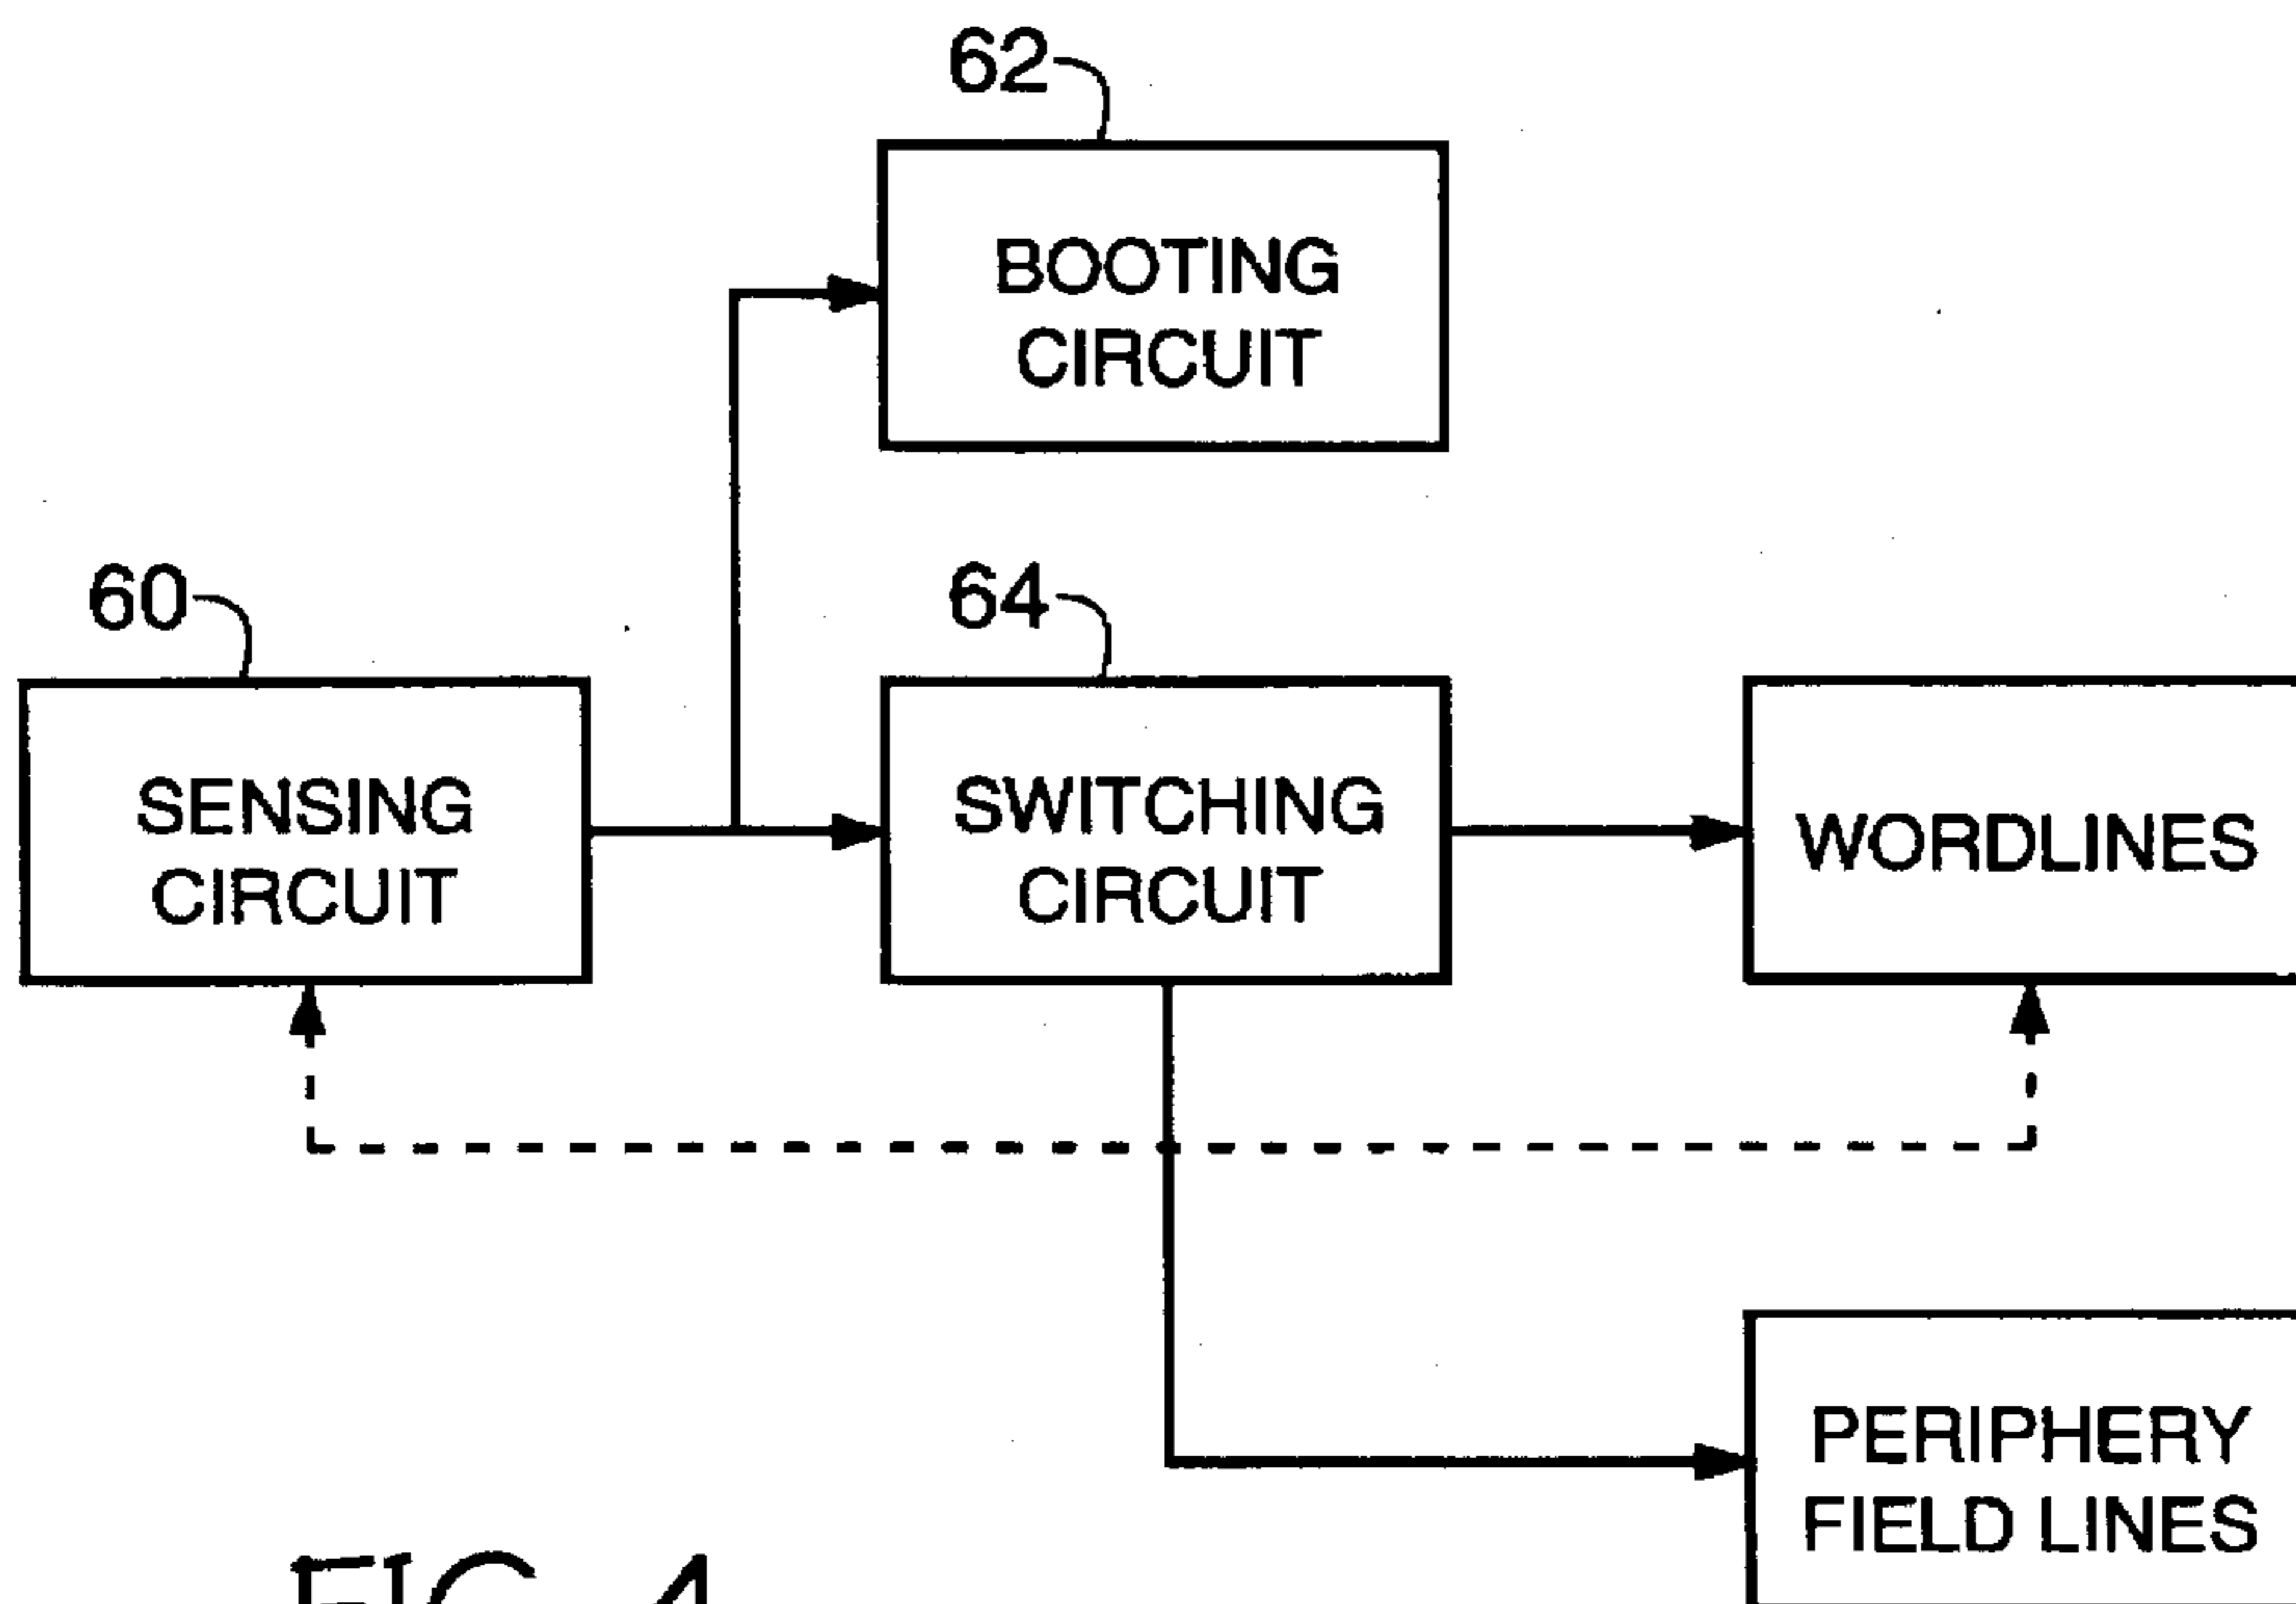 62
BOOTING
CIRCUIT
60
64
SENSING
CIRCUIT
SWITCHING
CIRCUIT
WORDLINES
PERIPHERY
FIELD LINES